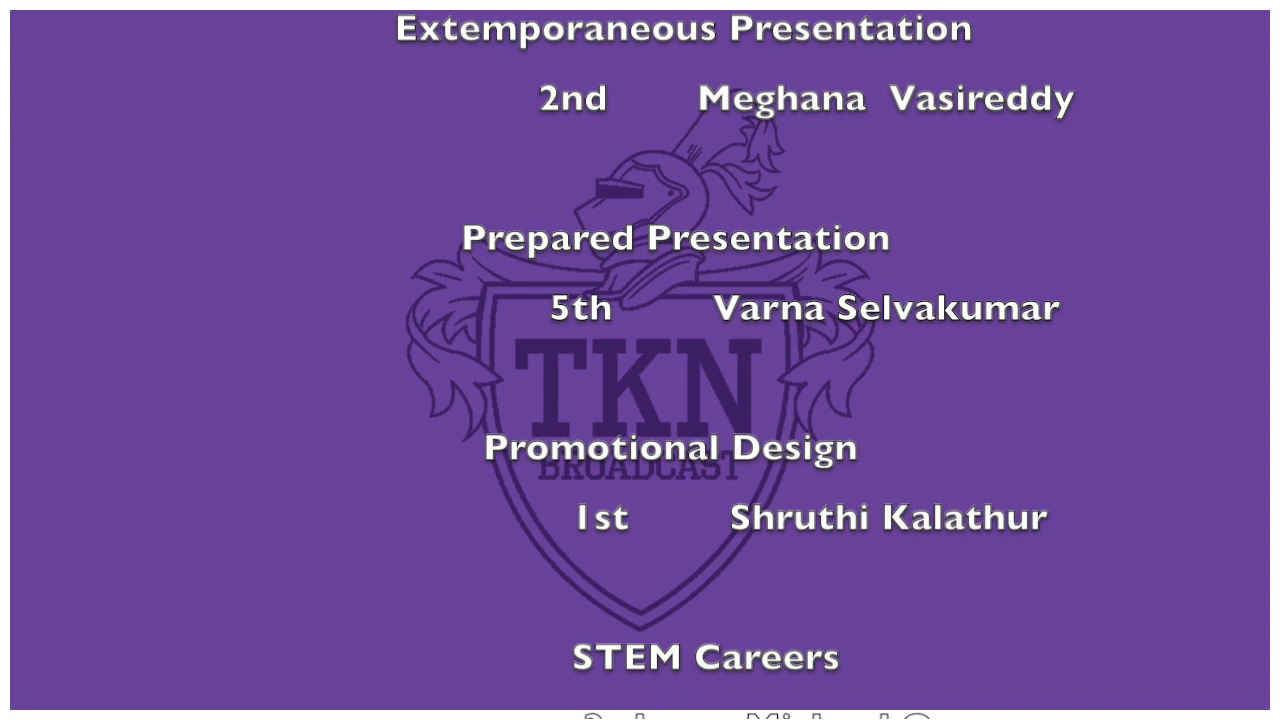 Extemporaneous Presentation
2nd Meghana Vasireddy
Prepared Presentation
5th Varna Selvakumar
TKN
Promotional Design
BROADCAST
1st Shruthi Kalathur
STEM Careers